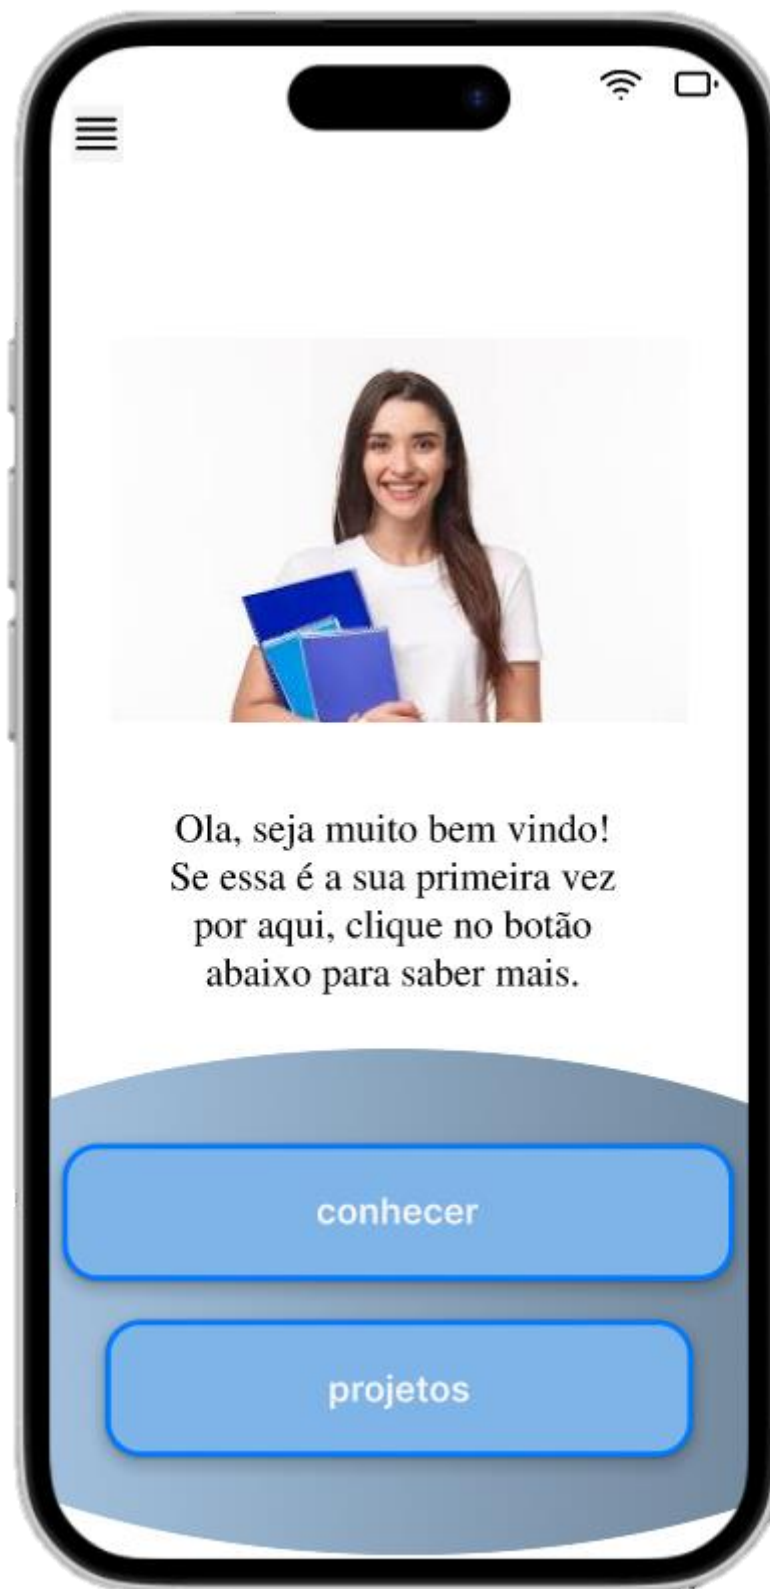 Ola, seja muito bem vindo!
Se essa é a sua primeira vez
por aqui, clique no botão
abaixo para saber mais.
conhecer
projetos